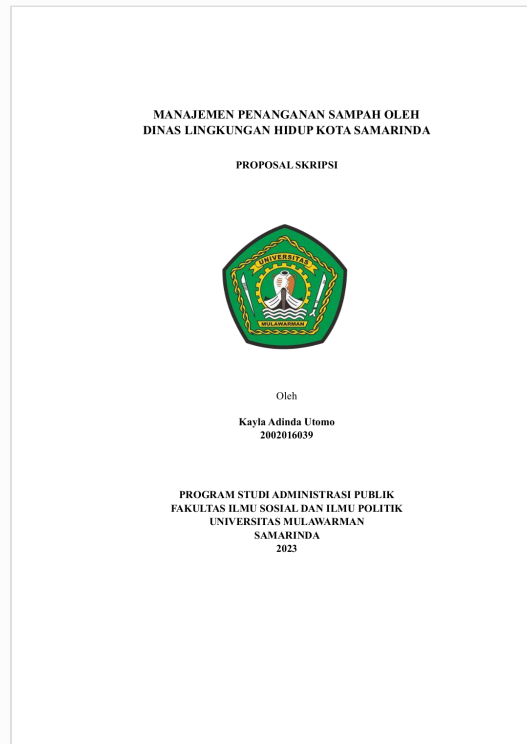 MANAJEMEN PENANGANAN SAMPAH OLEH
DINAS LINGKUNGAN HIDUP KOTA SAMARINDA
PROPOSAL SKRIPSI
UNIVERSITAS
MULAWARMAN
Oleh
Kayla Adinda Utomo
2002016039
PROGRAM STUDI ADMINISTRASI PUBLIK
FAKULTAS ILMU SOSIAL DAN ILMU POLITIK
UNIVERSITAS MULAWARMAN
SAMARINDA
2023